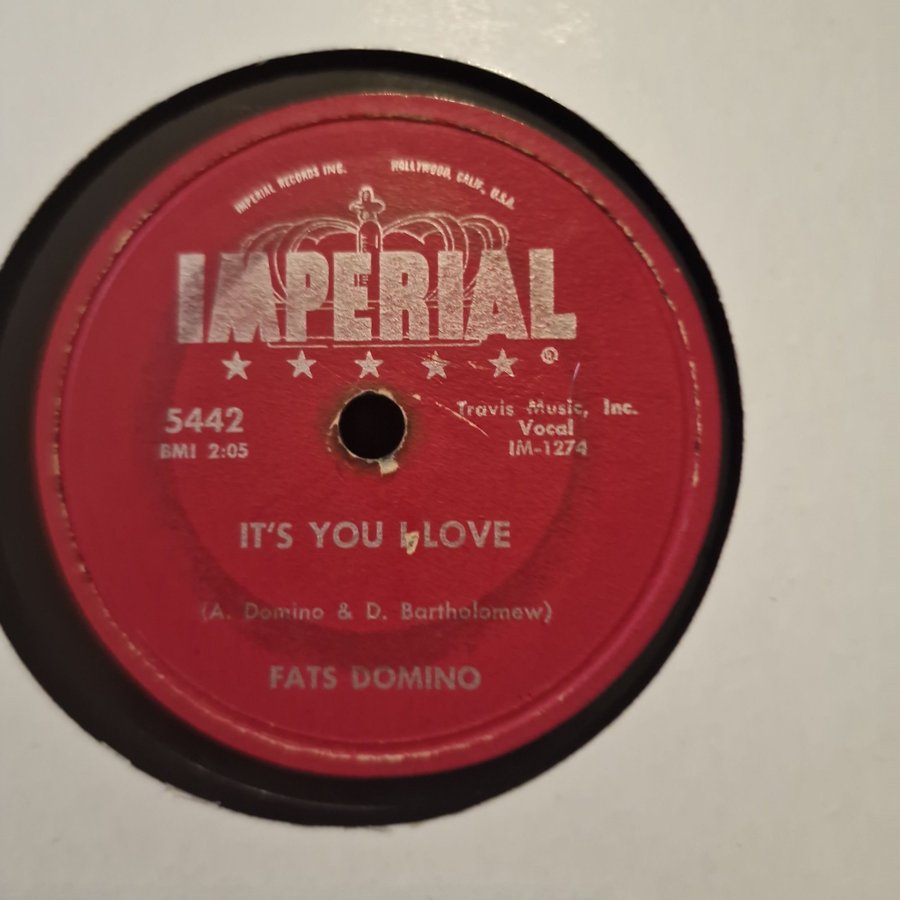 IMPERIAL RECORDS INC. HOLLYWOOD, CALIF., U.S.A.
IMPERIAL
®
5442
BMI 2:05
Travis Music, Inc.
Vocal
IM-1274
IT'S YOU I LOVE
(A. Domino & D. Bartholomew)
FATS DOMINO